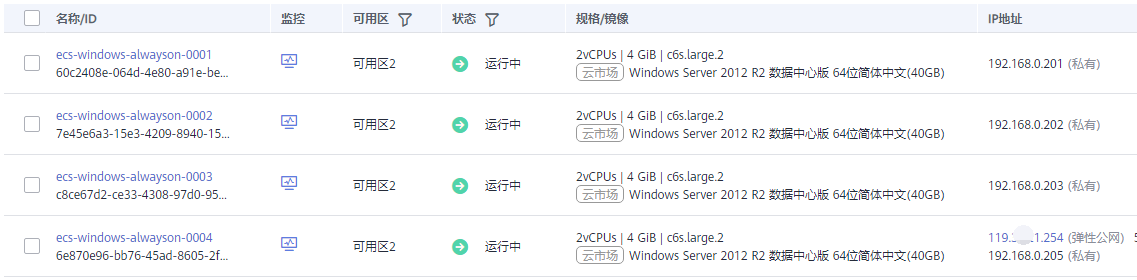 名称/ID 监控 可用区 状态 规格/镜像 IP地址
ecs-windows-alwayson-0001 2vCPUs | 4 GiB | c6s.large.2
60c2408e-064d-4e80-a91e-be... 可用区2 运行中 云市场 Windows Server 2012 R2 数据中心版 64位简体中文(40GB) 192.168.0.201 (私有)
ecs-windows-alwayson-0002 2vCPUs | 4 GiB | c6s.large.2
7e45e6a3-15e3-4209-8940-15... 可用区2 运行中 云市场 Windows Server 2012 R2 数据中心版 64位简体中文(40GB) 192.168.0.202 (私有)
ecs-windows-alwayson-0003 2vCPUs | 4 GiB | c6s.large.2
c8ce67d2-ce33-4308-97d0-95... 可用区2 运行中 云市场 Windows Server 2012 R2 数据中心版 64位简体中文(40GB) 192.168.0.203 (私有)
ecs-windows-alwayson-0004 2vCPUs | 4 GiB | c6s.large.2 (弹性公网) 5
6e870e96-bb76-45ad-8605-2f... 可用区2 运行中 云市场 Windows Server 2012 R2 数据中心版 64位简体中文(40GB) 192.168.0.205 (私有)